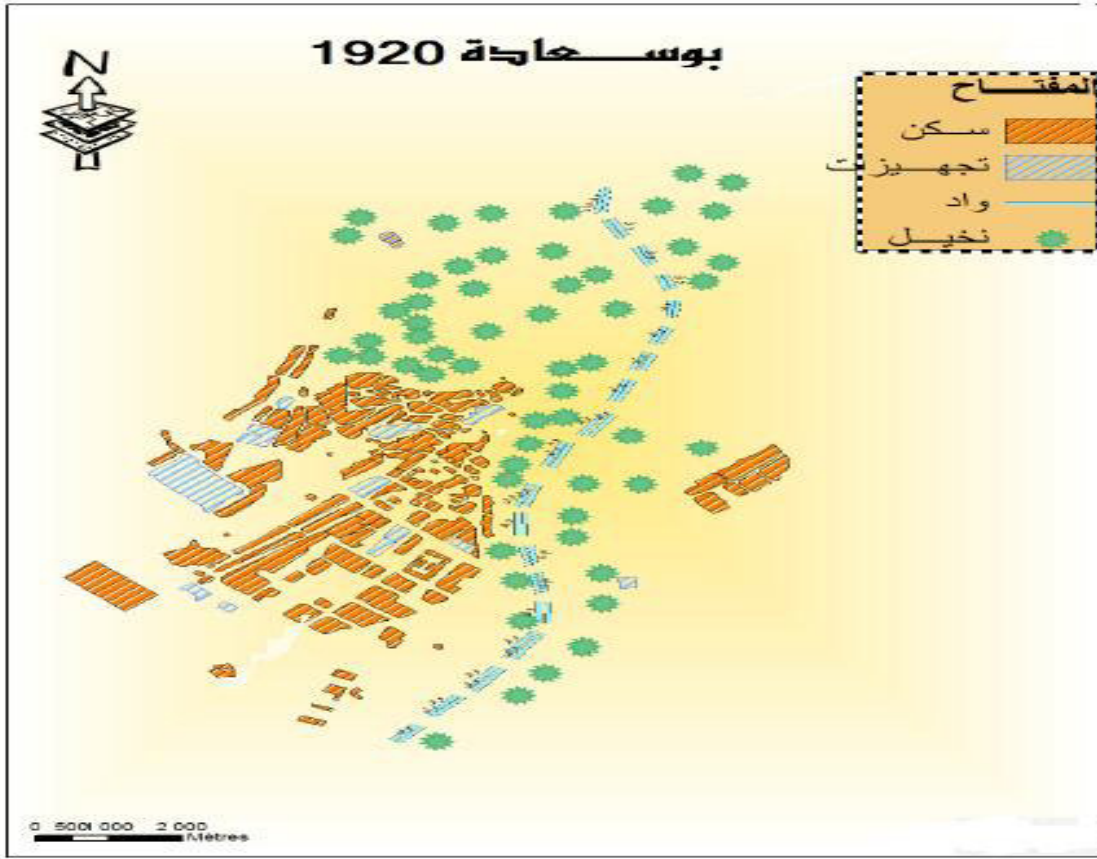 بوسعادة 1920
N
المفتاح
سكن
تجهيزات
واد
نخيل
0 500 1 000 2 000
Mètres